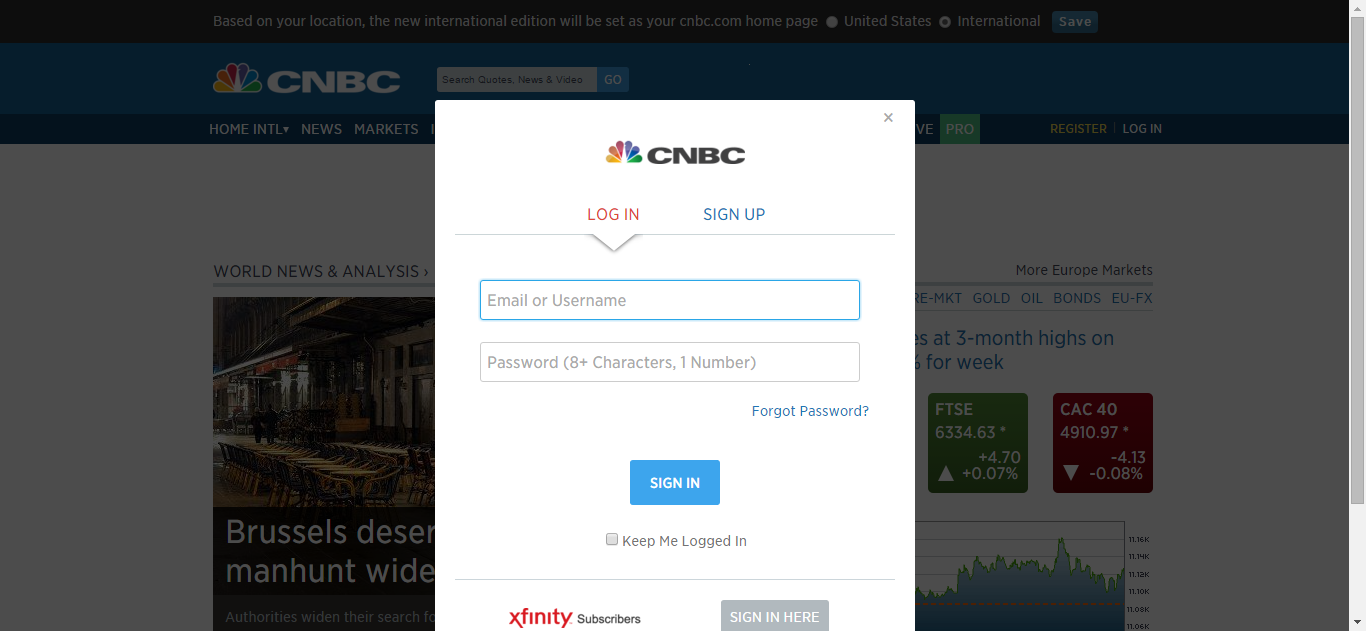 Based on your location, the new international edition will be set as your cnbc.com home page United States International Save
CNBC
Search Quotes, News & Video GO
HOME INTL▾ NEWS MARKETS
VE PRO REGISTER | LOG IN
×
CNBC
LOG IN SIGN UP
Email or Username
Password (8+ Characters, 1 Number)
Forgot Password?
SIGN IN
Keep Me Logged In
xfinity Subscribers SIGN IN HERE
WORLD NEWS & ANALYSIS ›
Brussels deser
manhunt wide
Authorities widen their search fo
More Europe Markets
RE-MKT GOLD OIL BONDS EU-FX
es at 3-month highs on
% for week
FTSE
6334.63 *
+4.70
▲ +0.07%
CAC 40
4910.97 *
-4.13
▼ -0.08%
11.16K
11.14K
11.12K
11.10K
11.08K
11.06K